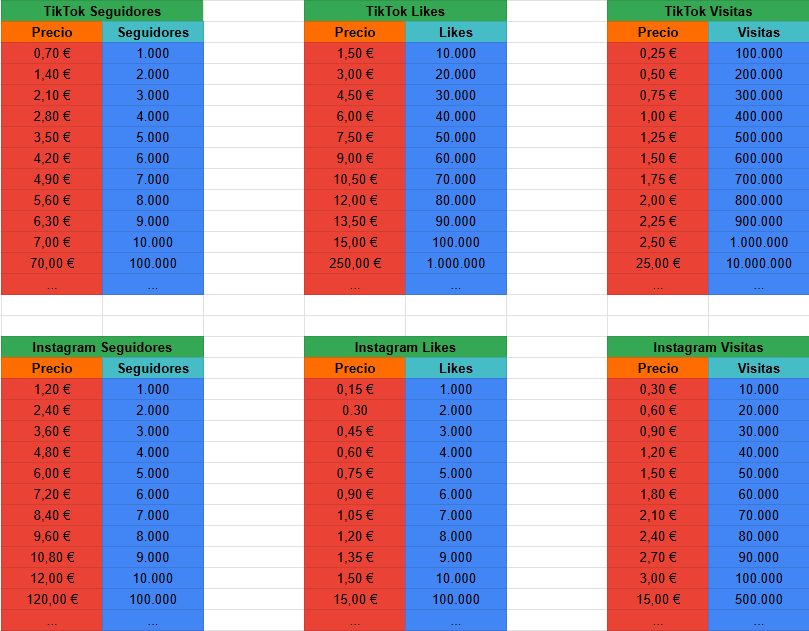 TikTok Seguidores TikTok Likes TikTok Visitas
Precio Seguidores Precio Likes Precio Visitas
0,70 € 1.000 1,50 € 10.000 0,25 € 100.000
1,40 € 2.000 3,00 € 20.000 0,50 € 200.000
2,10 € 3.000 4,50 € 30.000 0,75 € 300.000
2,80 € 4.000 6,00 € 40.000 1,00 € 400.000
3,50 € 5.000 7,50 € 50.000 1,25 € 500.000
4,20 € 6.000 9,00 € 60.000 1,50 € 600.000
4,90 € 7.000 10,50 € 70.000 1,75 € 700.000
5,60 € 8.000 12,00 € 80.000 2,00 € 800.000
6,30 € 9.000 13,50 € 90.000 2,25 € 900.000
7,00 € 10.000 15,00 € 100.000 2,50 € 1.000.000
70,00 € 100.000 250,00 € 1.000.000 25,00 € 10.000.000
... ... ... ... ... ...
Instagram Seguidores Instagram Likes Instagram Visitas
Precio Seguidores Precio Likes Precio Visitas
1,20 € 1.000 0,15 € 1.000 0,30 € 10.000
2,40 € 2.000 0.30 2.000 0,60 € 20.000
3,60 € 3.000 0,45 € 3.000 0,90 € 30.000
4,80 € 4.000 0,60 € 4.000 1,20 € 40.000
6,00 € 5.000 0,75 € 5.000 1,50 € 50.000
7,20 € 6.000 0,90 € 6.000 1,80 € 60.000
8,40 € 7.000 1,05 € 7.000 2,10 € 70.000
9,60 € 8.000 1,20 € 8.000 2,40 € 80.000
10,80 € 9.000 1,35 € 9.000 2,70 € 90.000
12,00 € 10.000 1,50 € 10.000 3,00 € 100.000
120,00 € 100.000 15,00 € 100.000 15,00 € 500.000
... ... ... ... ... ...